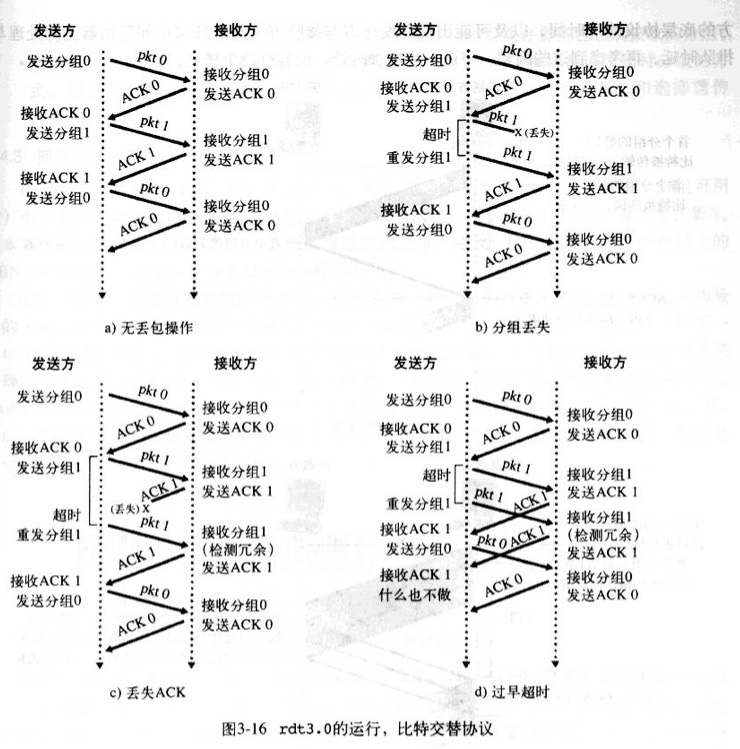 发送方 接收方
发送分组0 pkt 0
接收分组0
ACK 0 发送ACK 0
接收ACK 0
发送分组1 pkt 1
接收分组1
ACK 1 发送ACK 1
接收ACK 1
发送分组0 pkt 0
接收分组0
ACK 0 发送ACK 0
a) 无丢包操作
发送方 接收方
发送分组0 pkt 0
接收分组0
ACK 0 发送ACK 0
接收ACK 0
发送分组1 pkt 1
超时 X (丢失)
重发分组1 pkt 1
接收分组1
ACK 1 发送ACK 1
接收ACK 1
发送分组0 pkt 0
接收分组0
ACK 0 发送ACK 0
b) 分组丢失
发送方 接收方
发送分组0 pkt 0
接收分组0
ACK 0 发送ACK 0
接收ACK 0
发送分组1 pkt 1
接收分组1
ACK 1 发送ACK 1
(丢失) X
超时
重发分组1 pkt 1
接收分组1
(检测冗余)
ACK 1 发送ACK 1
接收ACK 1
发送分组0 pkt 0
接收分组0
ACK 0 发送ACK 0
c) 丢失ACK
发送方 接收方
发送分组0 pkt 0
接收分组0
ACK 0 发送ACK 0
接收ACK 0
发送分组1 pkt 1
超时
接收分组1
ACK 1 发送ACK 1
重发分组1 pkt 1
接收分组1
(检测冗余)
ACK 1 发送ACK 1
接收ACK 1
发送分组0 pkt 0
接收分组0
ACK 0 发送ACK 0
接收ACK 1
什么也不做
d) 过早超时
图3-16 rdt3.0的运行，比特交替协议